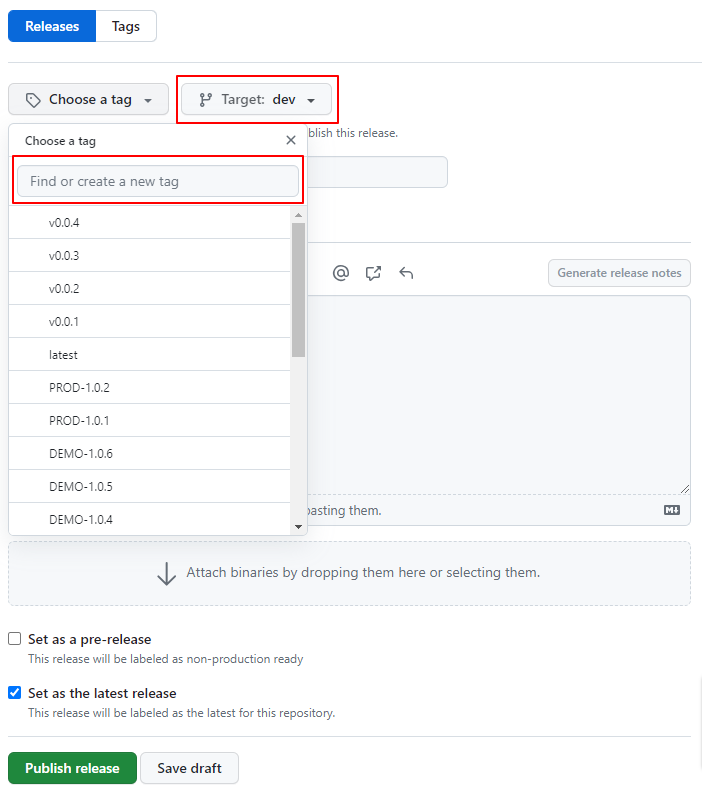 Releases Tags
Choose a tag Target: dev
Choose a tag
blish this release.
Find or create a new tag
v0.0.4
v0.0.3
v0.0.2
Generate release notes
v0.0.1
latest
PROD-1.0.2
PROD-1.0.1
DEMO-1.0.6
DEMO-1.0.5
DEMO-1.0.4
pasting them.
Attach binaries by dropping them here or selecting them.
Set as a pre-release
This release will be labeled as non-production ready
Set as the latest release
This release will be labeled as the latest for this repository.
Publish release Save draft